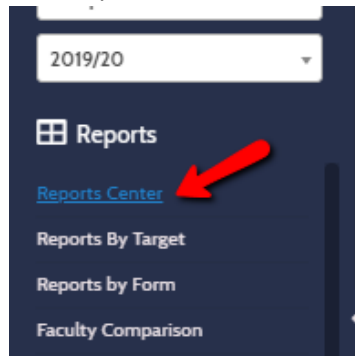 2019/20
Reports
Reports Center
Reports By Target
Reports by Form
Faculty Comparison